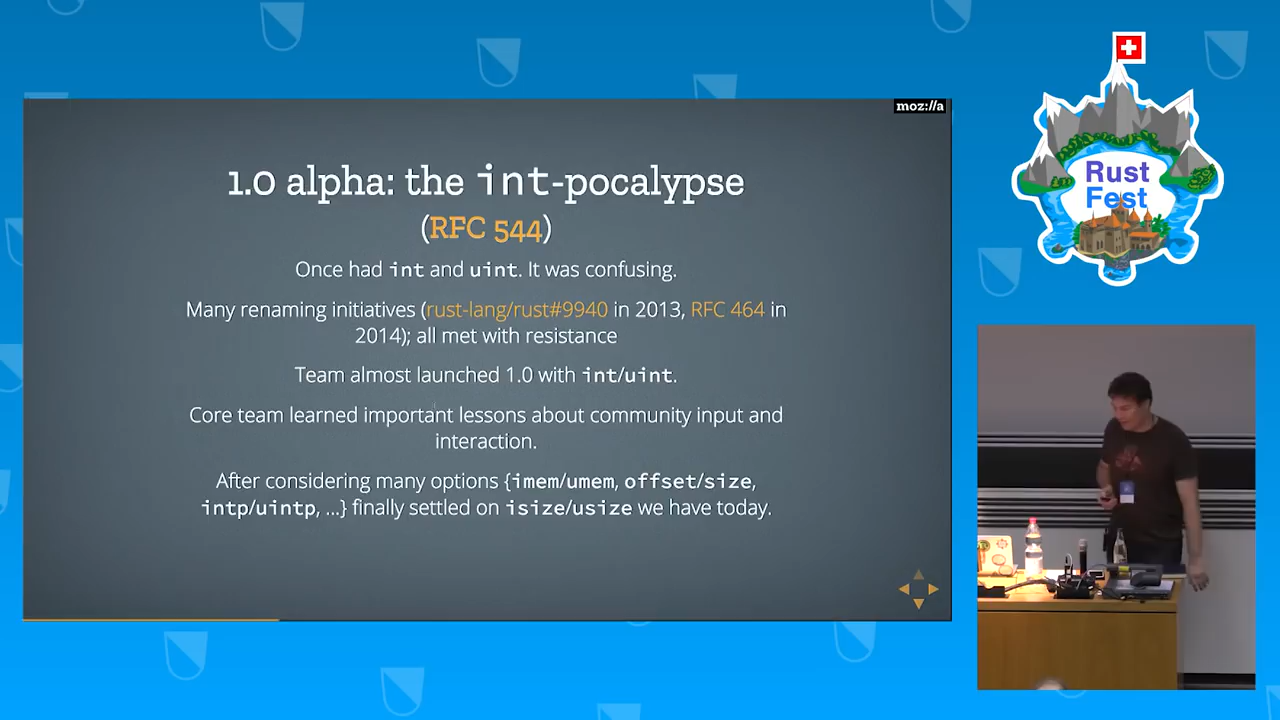 moz://a
Rust
Fest
1.0 alpha: the int-pocalypse
(RFC 544)
Once had int and uint. It was confusing.
Many renaming initiatives (rust-lang/rust#9940 in 2013, RFC 464 in
2014); all met with resistance
Team almost launched 1.0 with int/uint.
Core team learned important lessons about community input and
interaction.
After considering many options {imem/umem, offset/size,
intp/uintp, …} finally settled on isize/usize we have today.